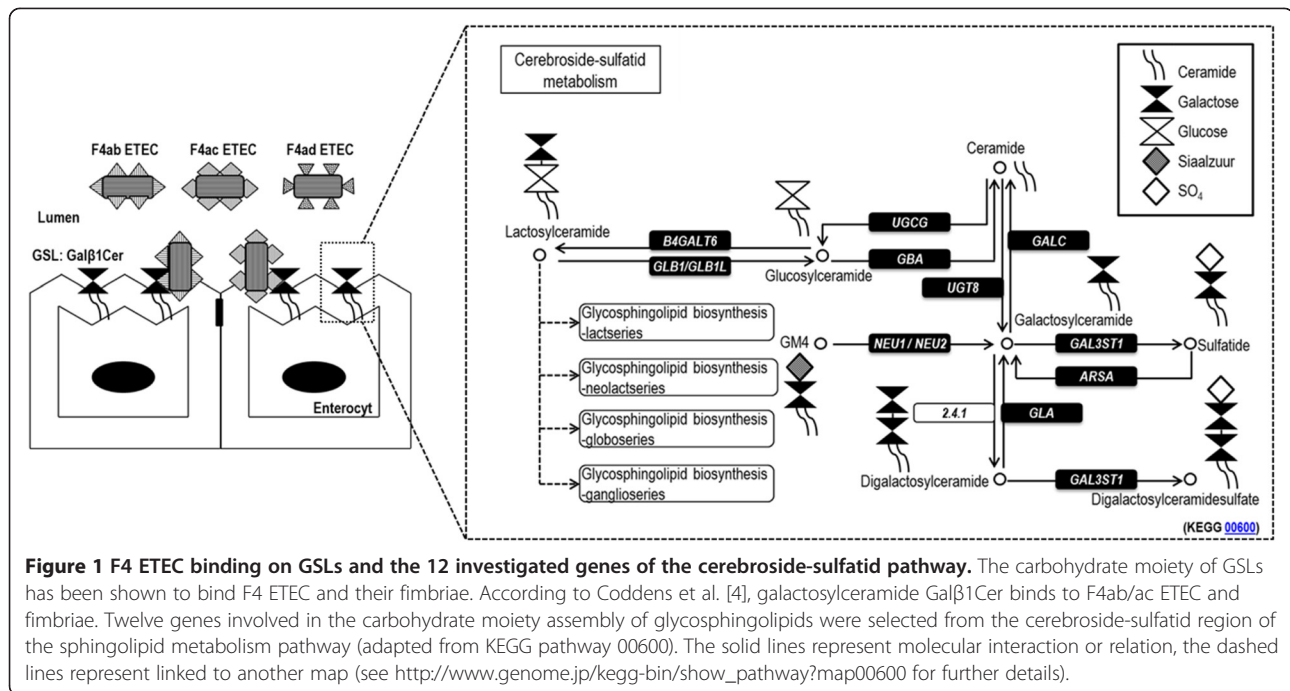 Cerebroside-sulfatid
metabolism
Ceramide
Galactose
Glucose
Siaalzuur
SO4
F4ab ETEC
F4ac ETEC
F4ad ETEC
Lumen
GSL: Galβ1Cer
Enterocyt
Ceramide
Lactosylceramide
B4GALT6
GLB1/GLB1L
Glucosylceramide
UGCG
GBA
GALC
UGT8
Galactosylceramide
Glycosphingolipid biosynthesis
-lactseries
Glycosphingolipid biosynthesis
-neolactseries
Glycosphingolipid biosynthesis
-globoseries
Glycosphingolipid biosynthesis
-ganglioseries
GM4
NEU1 / NEU2
GAL3ST1
Sulfatide
ARSA
2.4.1
GLA
Digalactosylceramide
GAL3ST1
Digalactosylceramidesulfate
(KEGG 00600)
Figure 1 F4 ETEC binding on GSLs and the 12 investigated genes of the cerebroside-sulfatid pathway. The carbohydrate moiety of GSLs
has been shown to bind F4 ETEC and their fimbriae. According to Coddens et al. [4], galactosylceramide Galβ1Cer binds to F4ab/ac ETEC and
fimbriae. Twelve genes involved in the carbohydrate moiety assembly of glycosphingolipids were selected from the cerebroside-sulfatid region of
the sphingolipid metabolism pathway (adapted from KEGG pathway 00600). The solid lines represent molecular interaction or relation, the dashed
lines represent linked to another map (see http://www.genome.jp/kegg-bin/show_pathway?map00600 for further details).